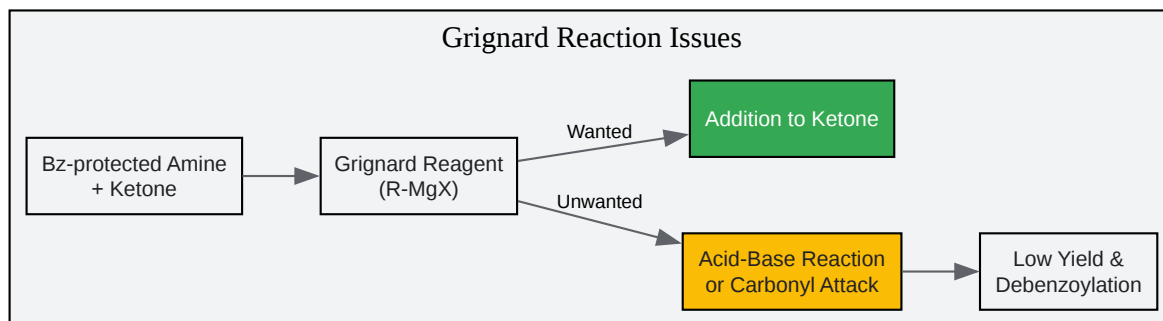 Grignard Reaction Issues
Bz-protected Amine
+ Ketone
Grignard Reagent
(R-MgX)
Wanted
Addition to Ketone
Unwanted
Acid-Base Reaction
or Carbonyl Attack
Low Yield &
Debenzoylation